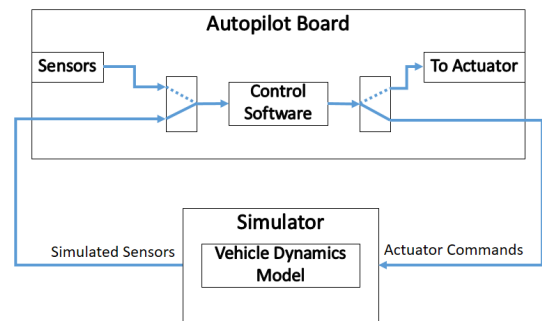 Autopilot Board
Sensors
To Actuator
Control
Software
Simulator
Simulated Sensors
Actuator Commands
Vehicle Dynamics
Model